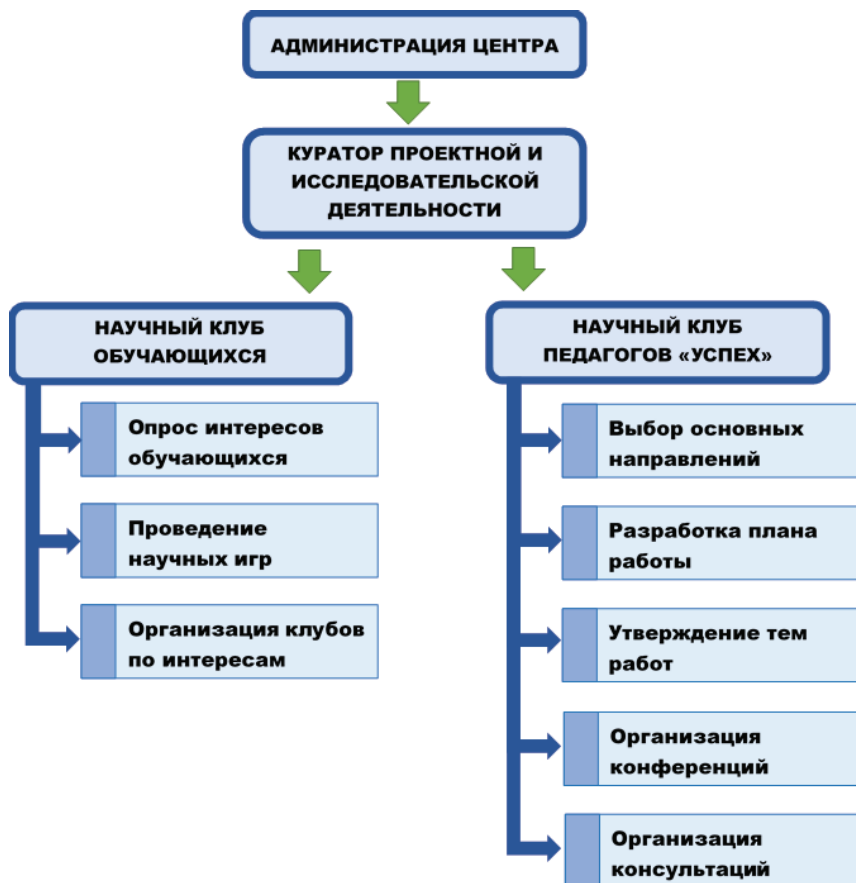 АДМИНИСТРАЦИЯ ЦЕНТРА
КУРАТОР ПРОЕКТНОЙ И
ИССЛЕДОВАТЕЛЬСКОЙ
ДЕЯТЕЛЬНОСТИ
НАУЧНЫЙ КЛУБ
ОБУЧАЮЩИХСЯ
Опрос интересов
обучающихся
Проведение
научных игр
Организация клубов
по интересам
НАУЧНЫЙ КЛУБ
ПЕДАГОГОВ «УСПЕХ»
Выбор основных
направлений
Разработка плана
работы
Утверждение тем
работ
Организация
конференций
Организация
консультаций